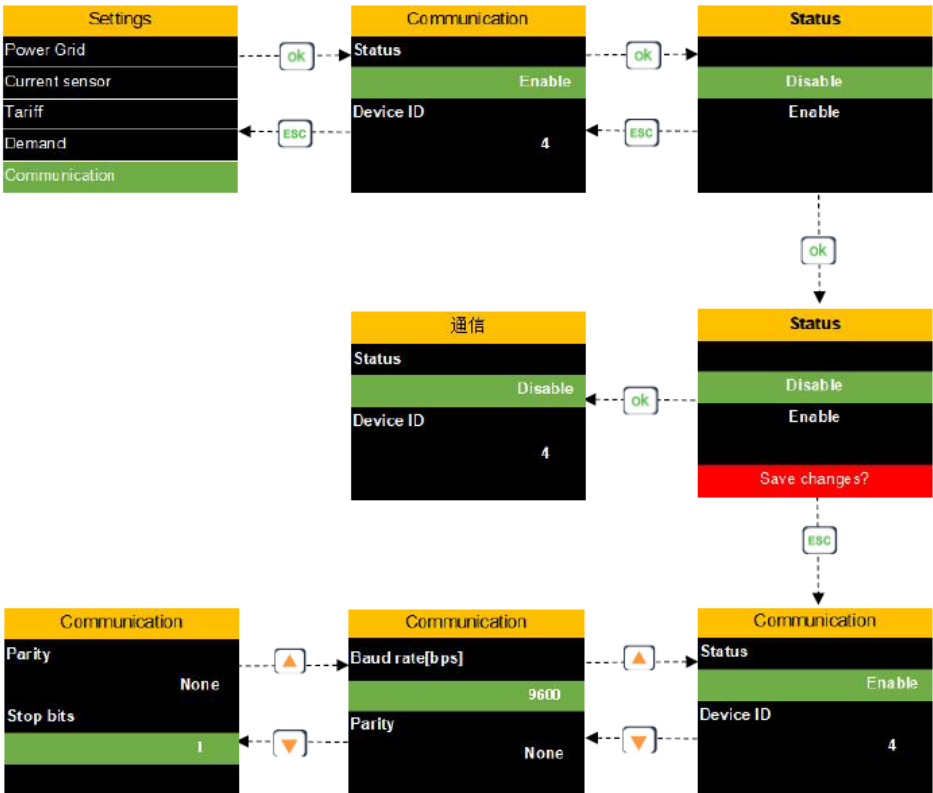 Settings
Power Grid
Current sensor
Tariff
Demand
Communication
ok
ESC
Communication
Status
Enable
Device ID
4
ok
ESC
Status
Disable
Enable
ok
通信
Status
Disable
Device ID
4
ok
Status
Disable
Enable
Save changes?
ESC
Communication
Parity
None
Stop bits
1
Communication
Baud rate[bps]
9600
Parity
None
Communication
Status
Enable
Device ID
4